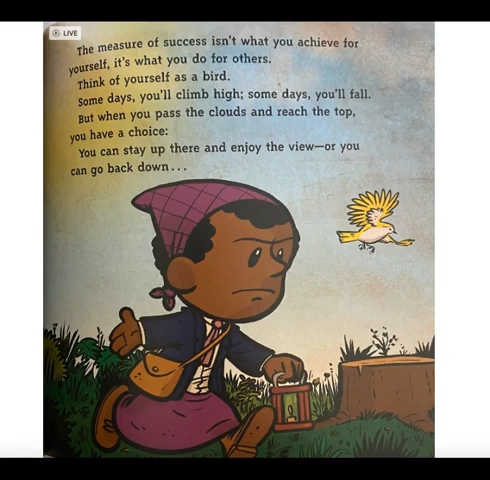 LIVE
The measure of success isn't what you achieve for
yourself, it's what you do for others.
Think of yourself as a bird.
Some days, you'll climb high; some days, you'll fall.
But when you pass the clouds and reach the top,
you have a choice:
You can stay up there and enjoy the view—or you
can go back down...